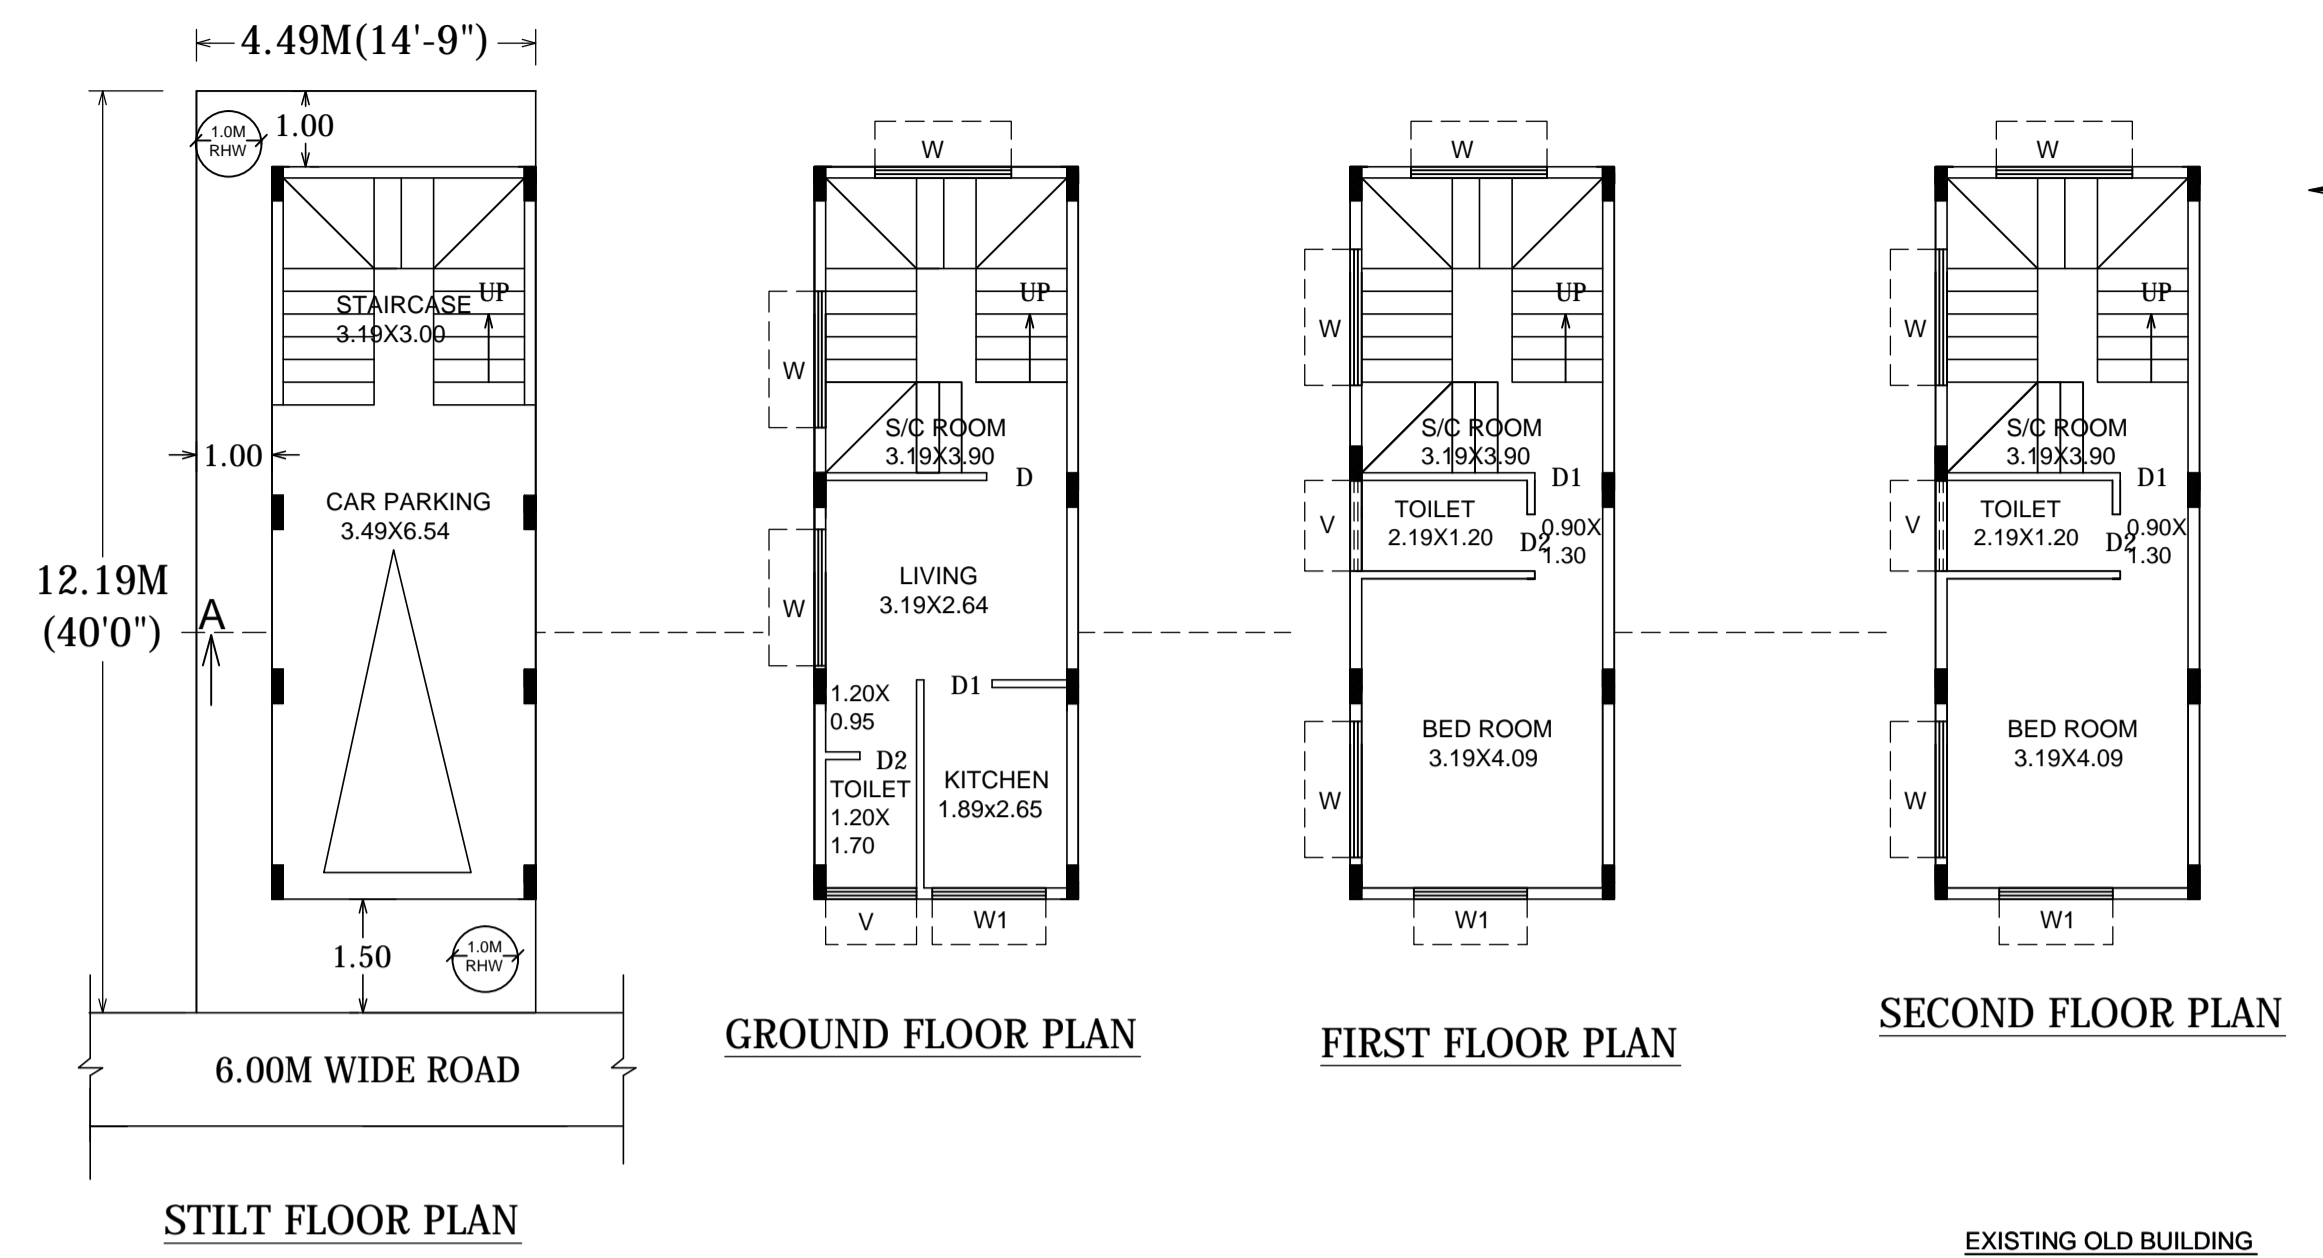 4.49M(14'-9")
1.0M
RHW
1.00
STAIRCASE
3.19X3.00
UP
1.00
CAR PARKING
3.49X6.54
12.19M
(40'0")
A
1.50
1.0M
RHW
6.00M WIDE ROAD
STILT FLOOR PLAN
W
UP
W
S/C ROOM
3.19X3.90
D
LIVING
3.19X2.64
W
1.20X
0.95
D1
D2
TOILET
1.20X
1.70
KITCHEN
1.89x2.65
V
W1
GROUND FLOOR PLAN
W
UP
W
S/C ROOM
3.19X3.90
D1
V
TOILET
2.19X1.20
D2
0.90X
1.30
BED ROOM
3.19X4.09
W
W1
FIRST FLOOR PLAN
W
UP
W
S/C ROOM
3.19X3.90
D1
V
TOILET
2.19X1.20
D2
0.90X
1.30
BED ROOM
3.19X4.09
W
W1
SECOND FLOOR PLAN
EXISTING OLD BUILDING